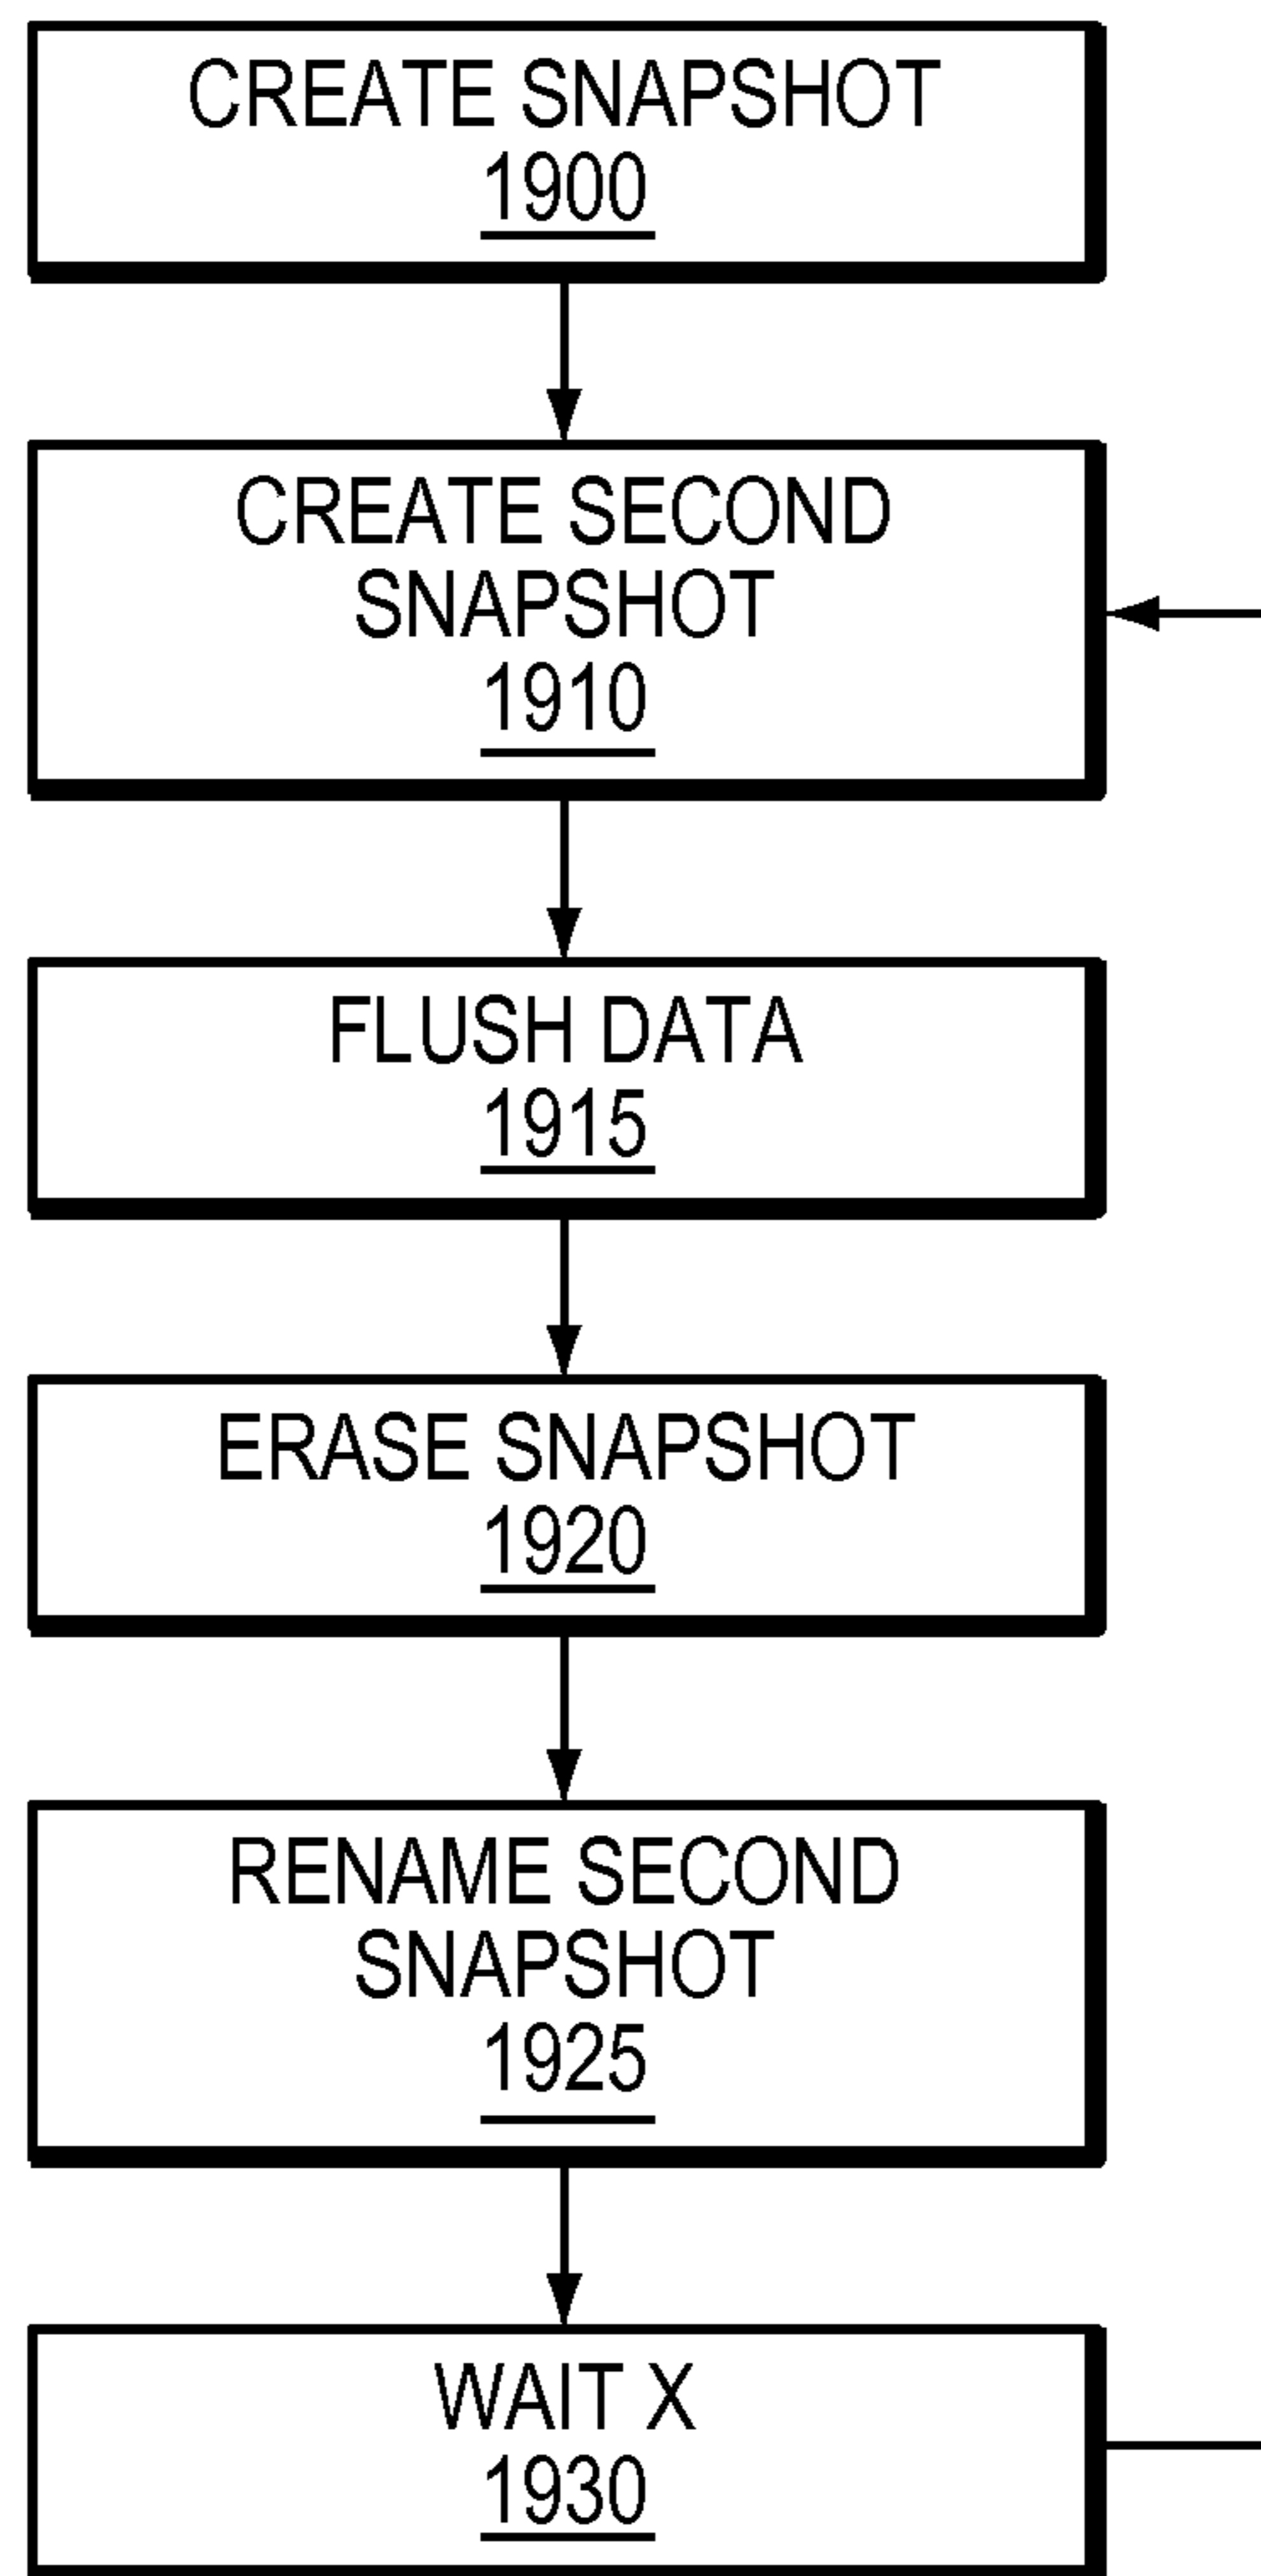 CREATE SNAPSHOT
1900
CREATE SECOND
SNAPSHOT
1910
FLUSH DATA
1915
ERASE SNAPSHOT
1920
RENAME SECOND
SNAPSHOT
1925
WAIT X
1930